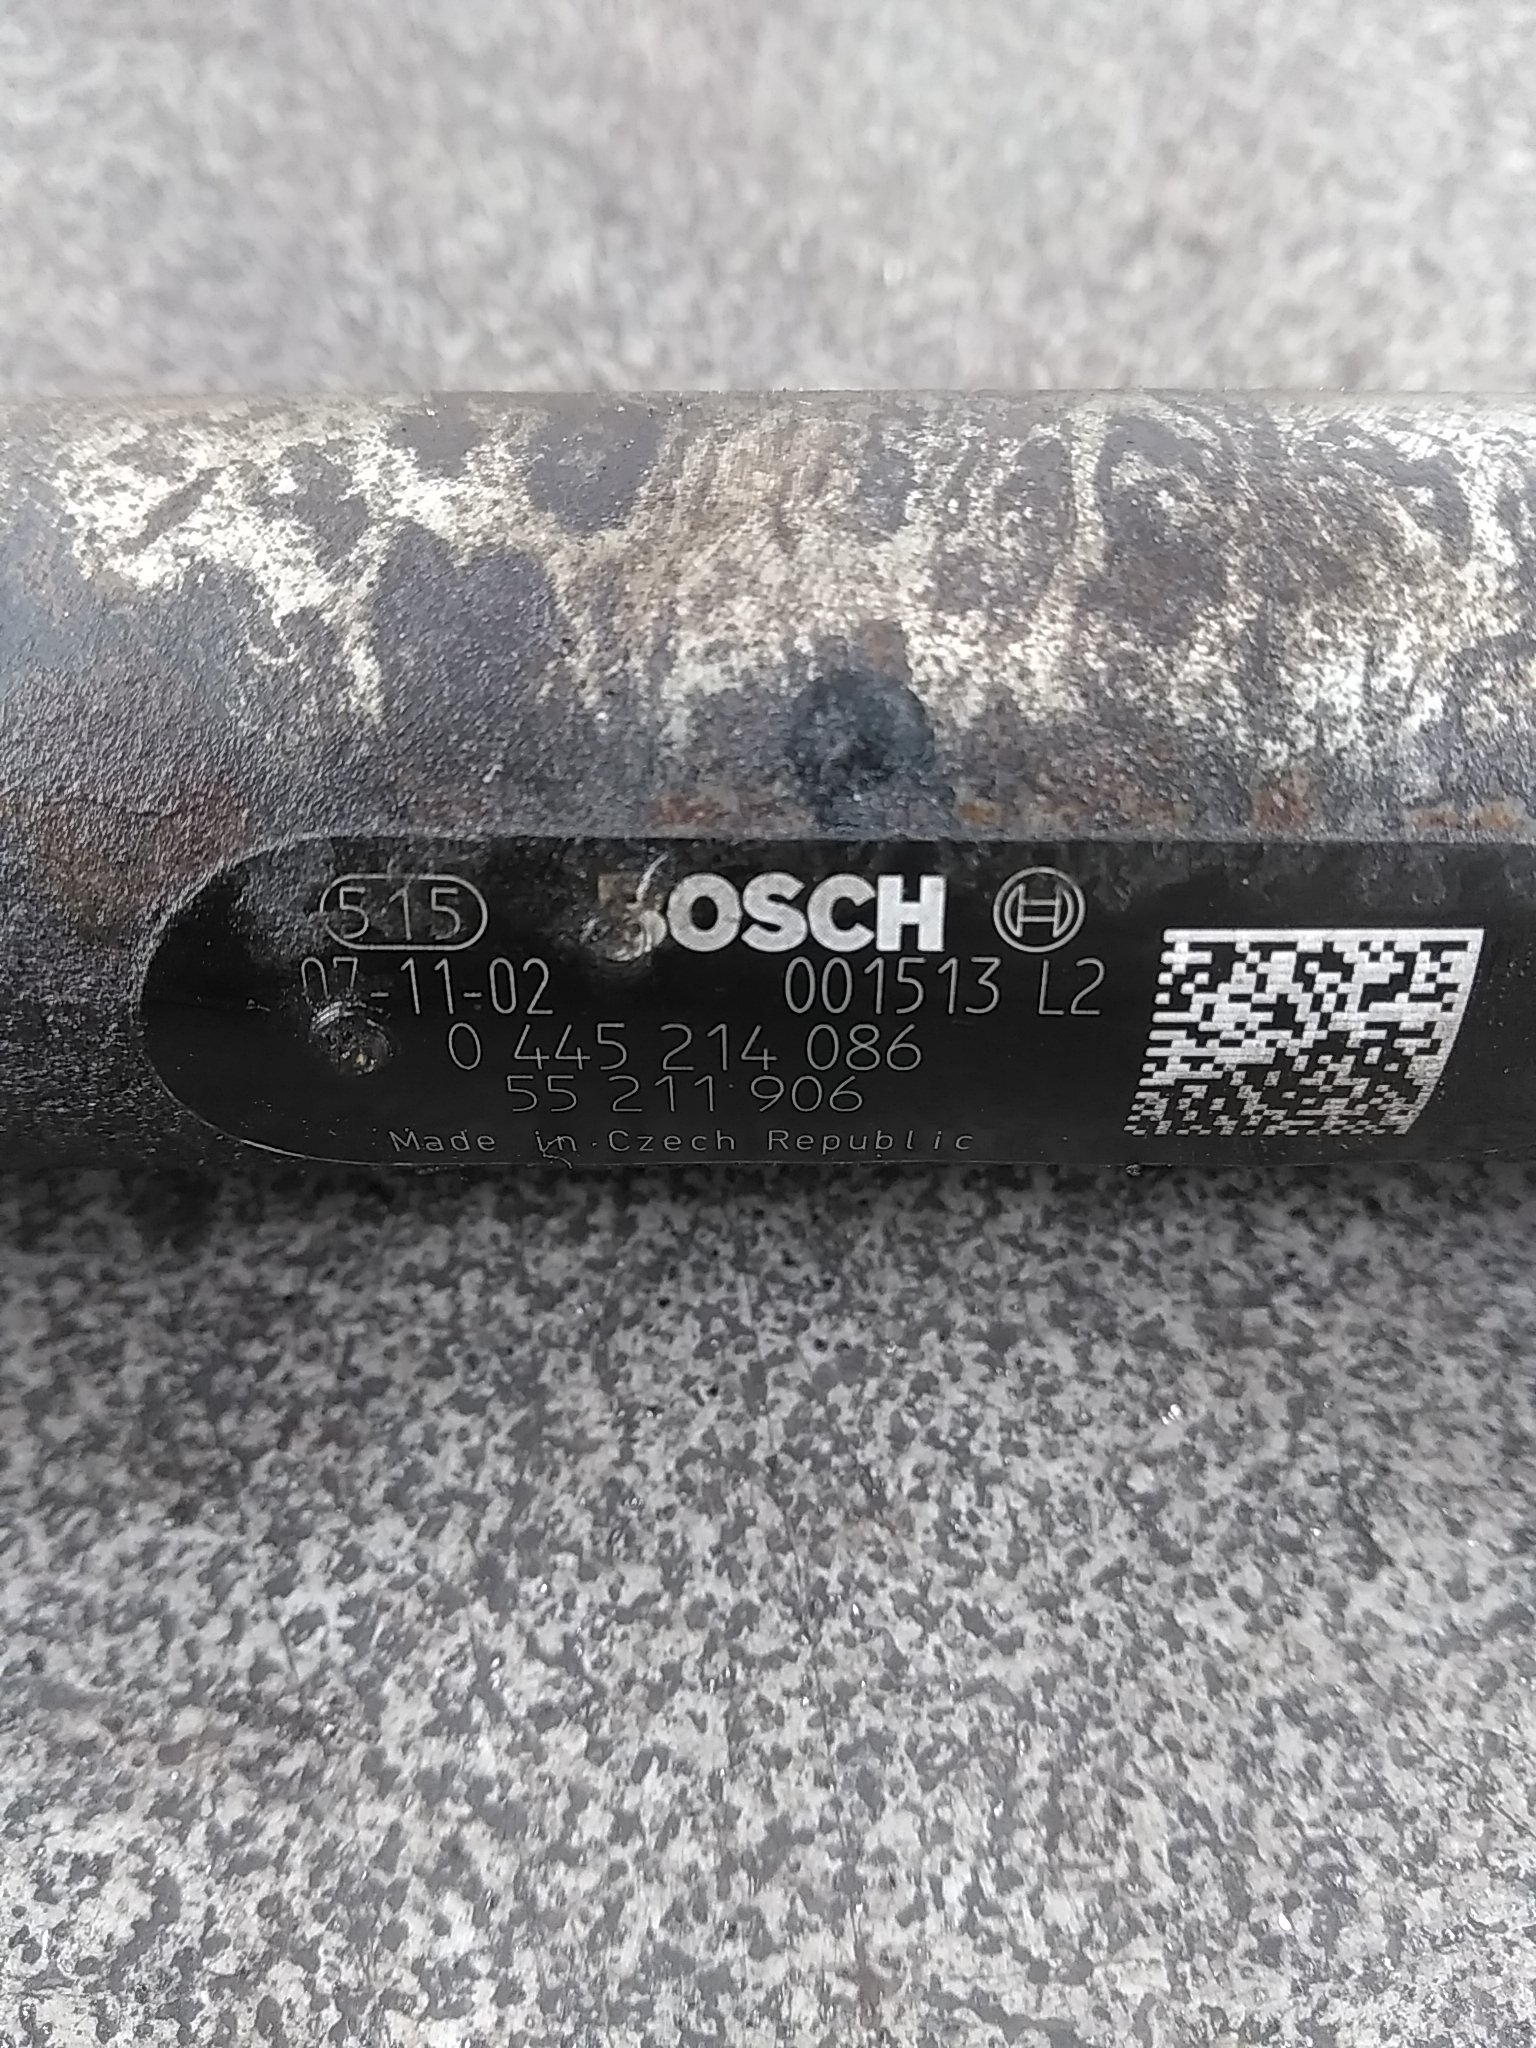 515 BOSCH
07-11-02 001513 L2
0 445 214 086
55 211 906
Made in Czech Republic